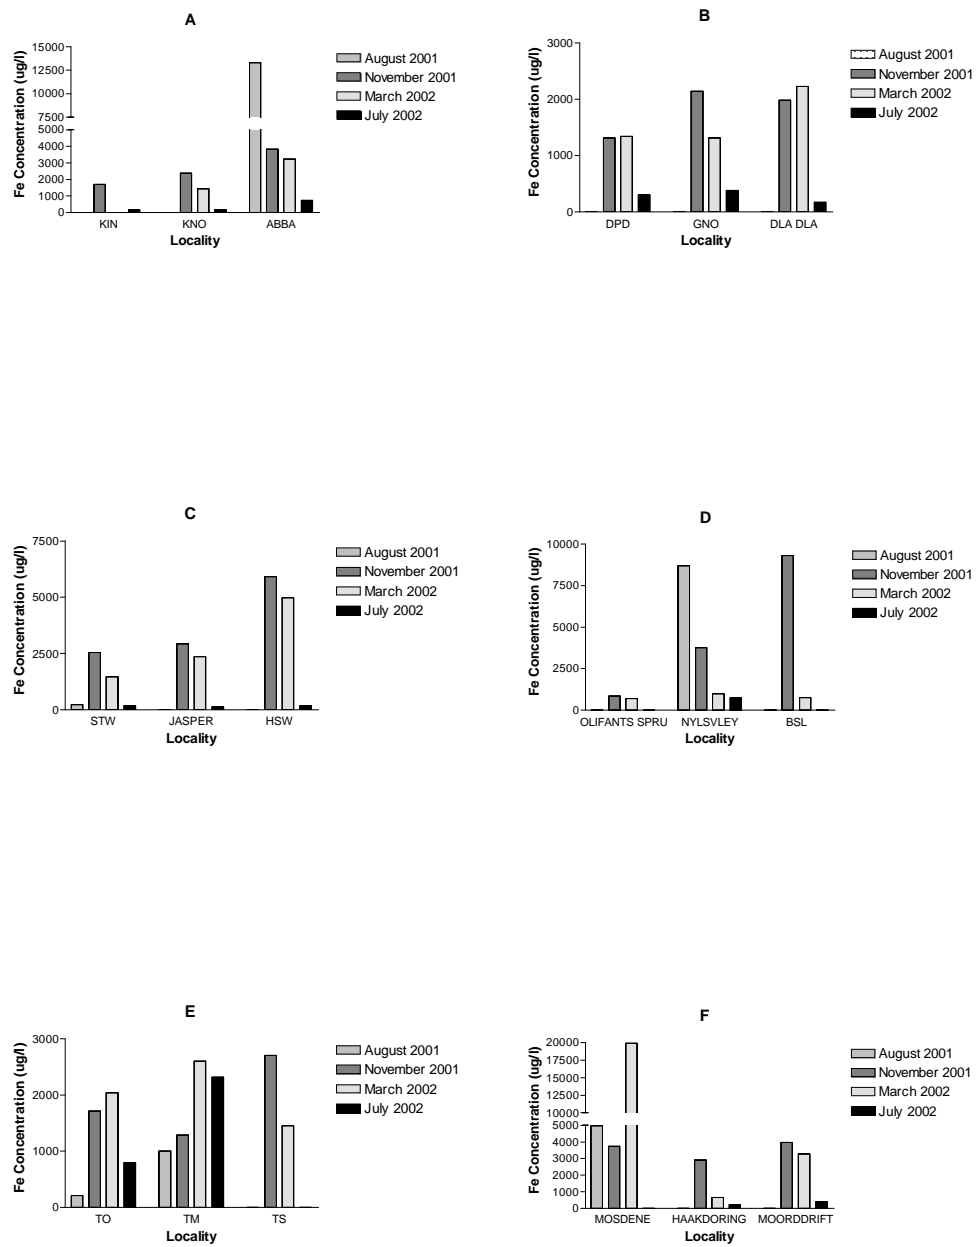 A
Fe Concentration (ug/l)
15000
12500
10000
7500
5000
4000
3000
2000
1000
0
KIN KNO ABBA
Locality
August 2001
November 2001
March 2002
July 2002
B
Fe Concentration (ug/l)
3000
2000
1000
0
DPD GNO DLA DLA
Locality
August 2001
November 2001
March 2002
July 2002
C
Fe Concentration (ug/l)
7500
5000
2500
0
STW JASPER HSW
Locality
August 2001
November 2001
March 2002
July 2002
D
Fe Concentration (ug/l)
10000
7500
5000
2500
0
OLIFANTS SPRU NYLSVLEY BSL
Locality
August 2001
November 2001
March 2002
July 2002
E
Fe Concentration (ug/l)
3000
2000
1000
0
TO TM TS
Locality
August 2001
November 2001
March 2002
July 2002
F
Fe Concentration (ug/l)
20000
17500
15000
12500
10000
5000
4000
3000
2000
1000
0
MOSDENE HAAKDORING MOORDDRIFT
Locality
August 2001
November 2001
March 2002
July 2002